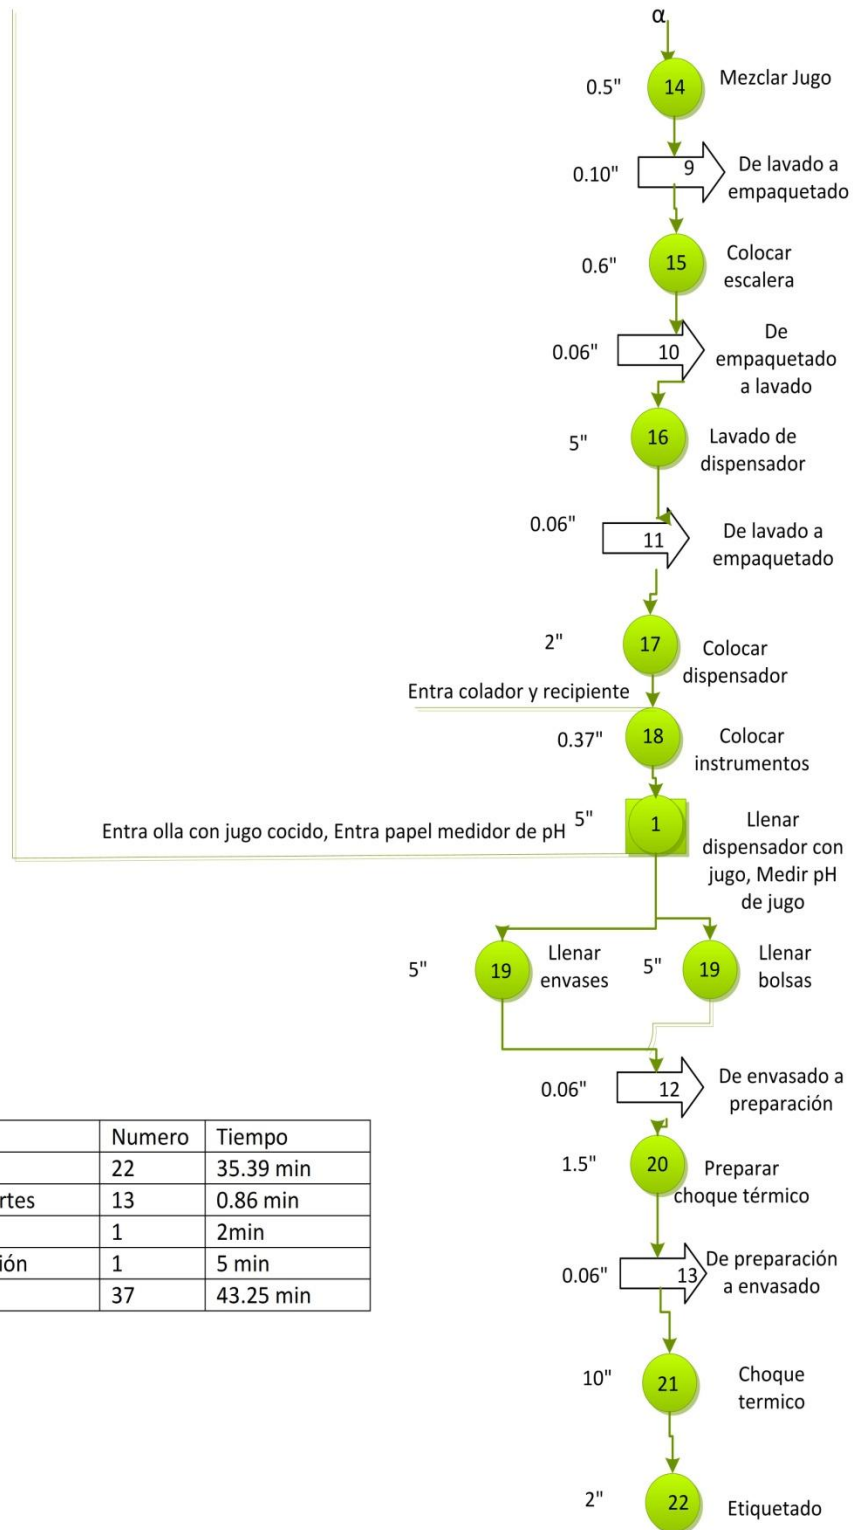 α
0.5"
14
Mezclar Jugo
0.10"
9
De lavado a
empaquetado
0.6"
15
Colocar
escalera
0.06"
10
De
empaquetado
a lavado
5"
16
Lavado de
dispensador
0.06"
11
De lavado a
empaquetado
2"
17
Colocar
dispensador
Entra colador y recipiente
0.37"
18
Colocar
instrumentos
Entra olla con jugo cocido, Entra papel medidor de pH
5"
1
Llenar
dispensador con
jugo, Medir pH
de jugo
5"
19
Llenar
envases
5"
19
Llenar
bolsas
0.06"
12
De envasado a
preparación
1.5"
20
Preparar
choque térmico
0.06"
13
De preparación
a envasado
10"
21
Choque
termico
2"
22
Etiquetado
Numero Tiempo
22 35.39 min
rtes 13 0.86 min
1 2min
ión 1 5 min
37 43.25 min